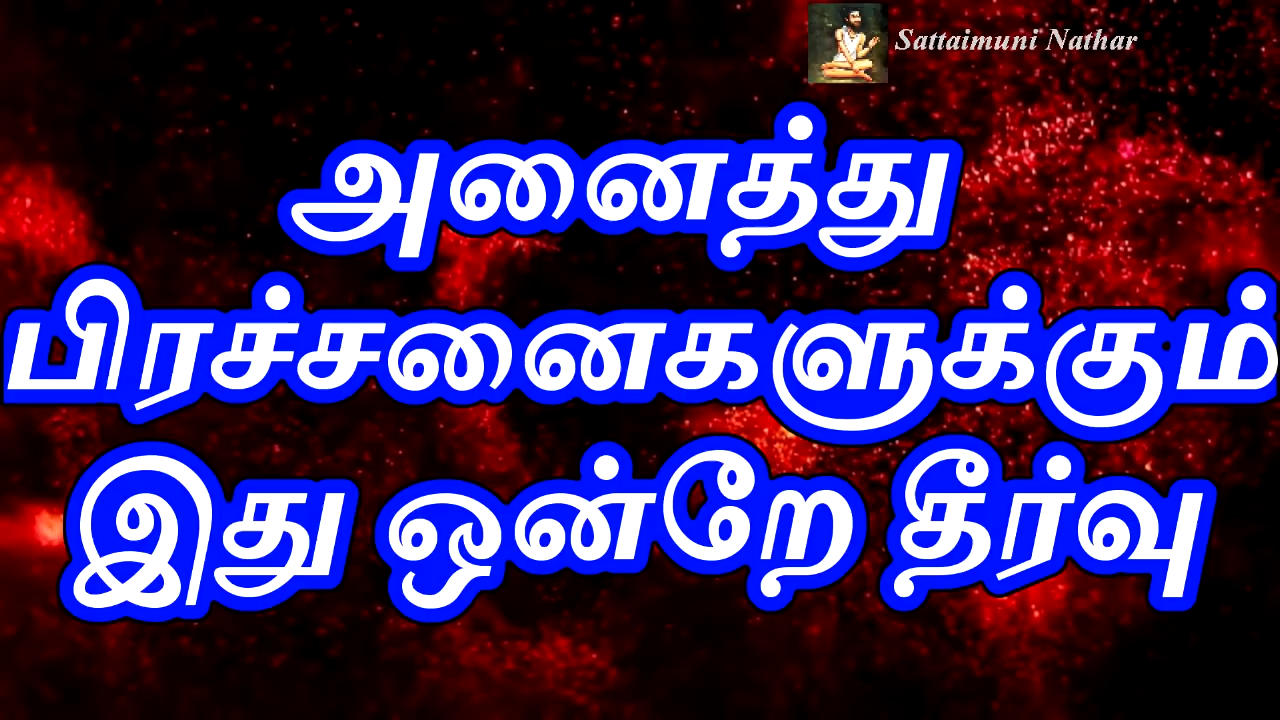 Sattaimuni Nathar
அனைத்து
பிரச்சனைகளுக்கும்
இது ஒன்றே தீர்வு